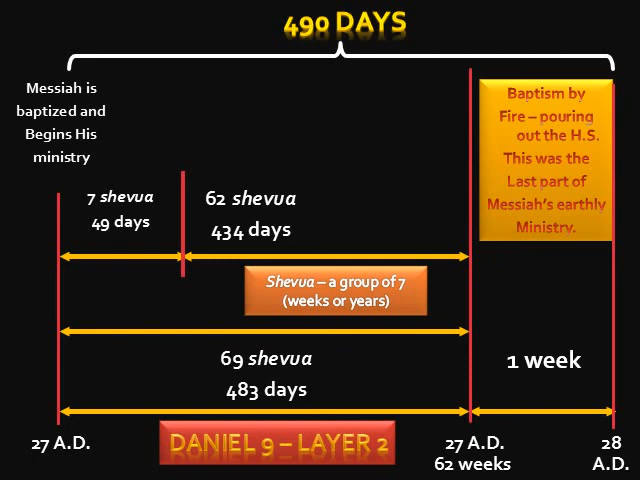 490 DAYS
Messiah is
baptized and
Begins His
ministry
Baptism by
Fire – pouring
out the H.S.
This was the
Last part of
Messiah's earthly
Ministry.
7 shevua
49 days
62 shevua
434 days
Shevua – a group of 7
(weeks or years)
69 shevua
483 days
1 week
27 A.D.
DANIEL 9 – LAYER 2
27 A.D.
62 weeks
28
A.D.